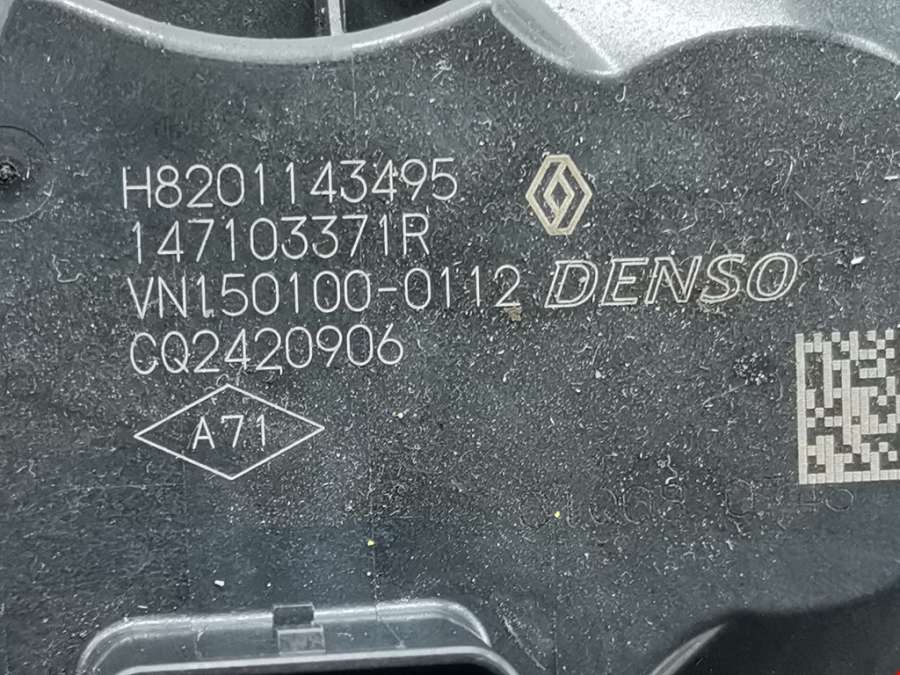 H8201143495
147103371R
VN150100-0112 DENSO
CQ2420906
A71